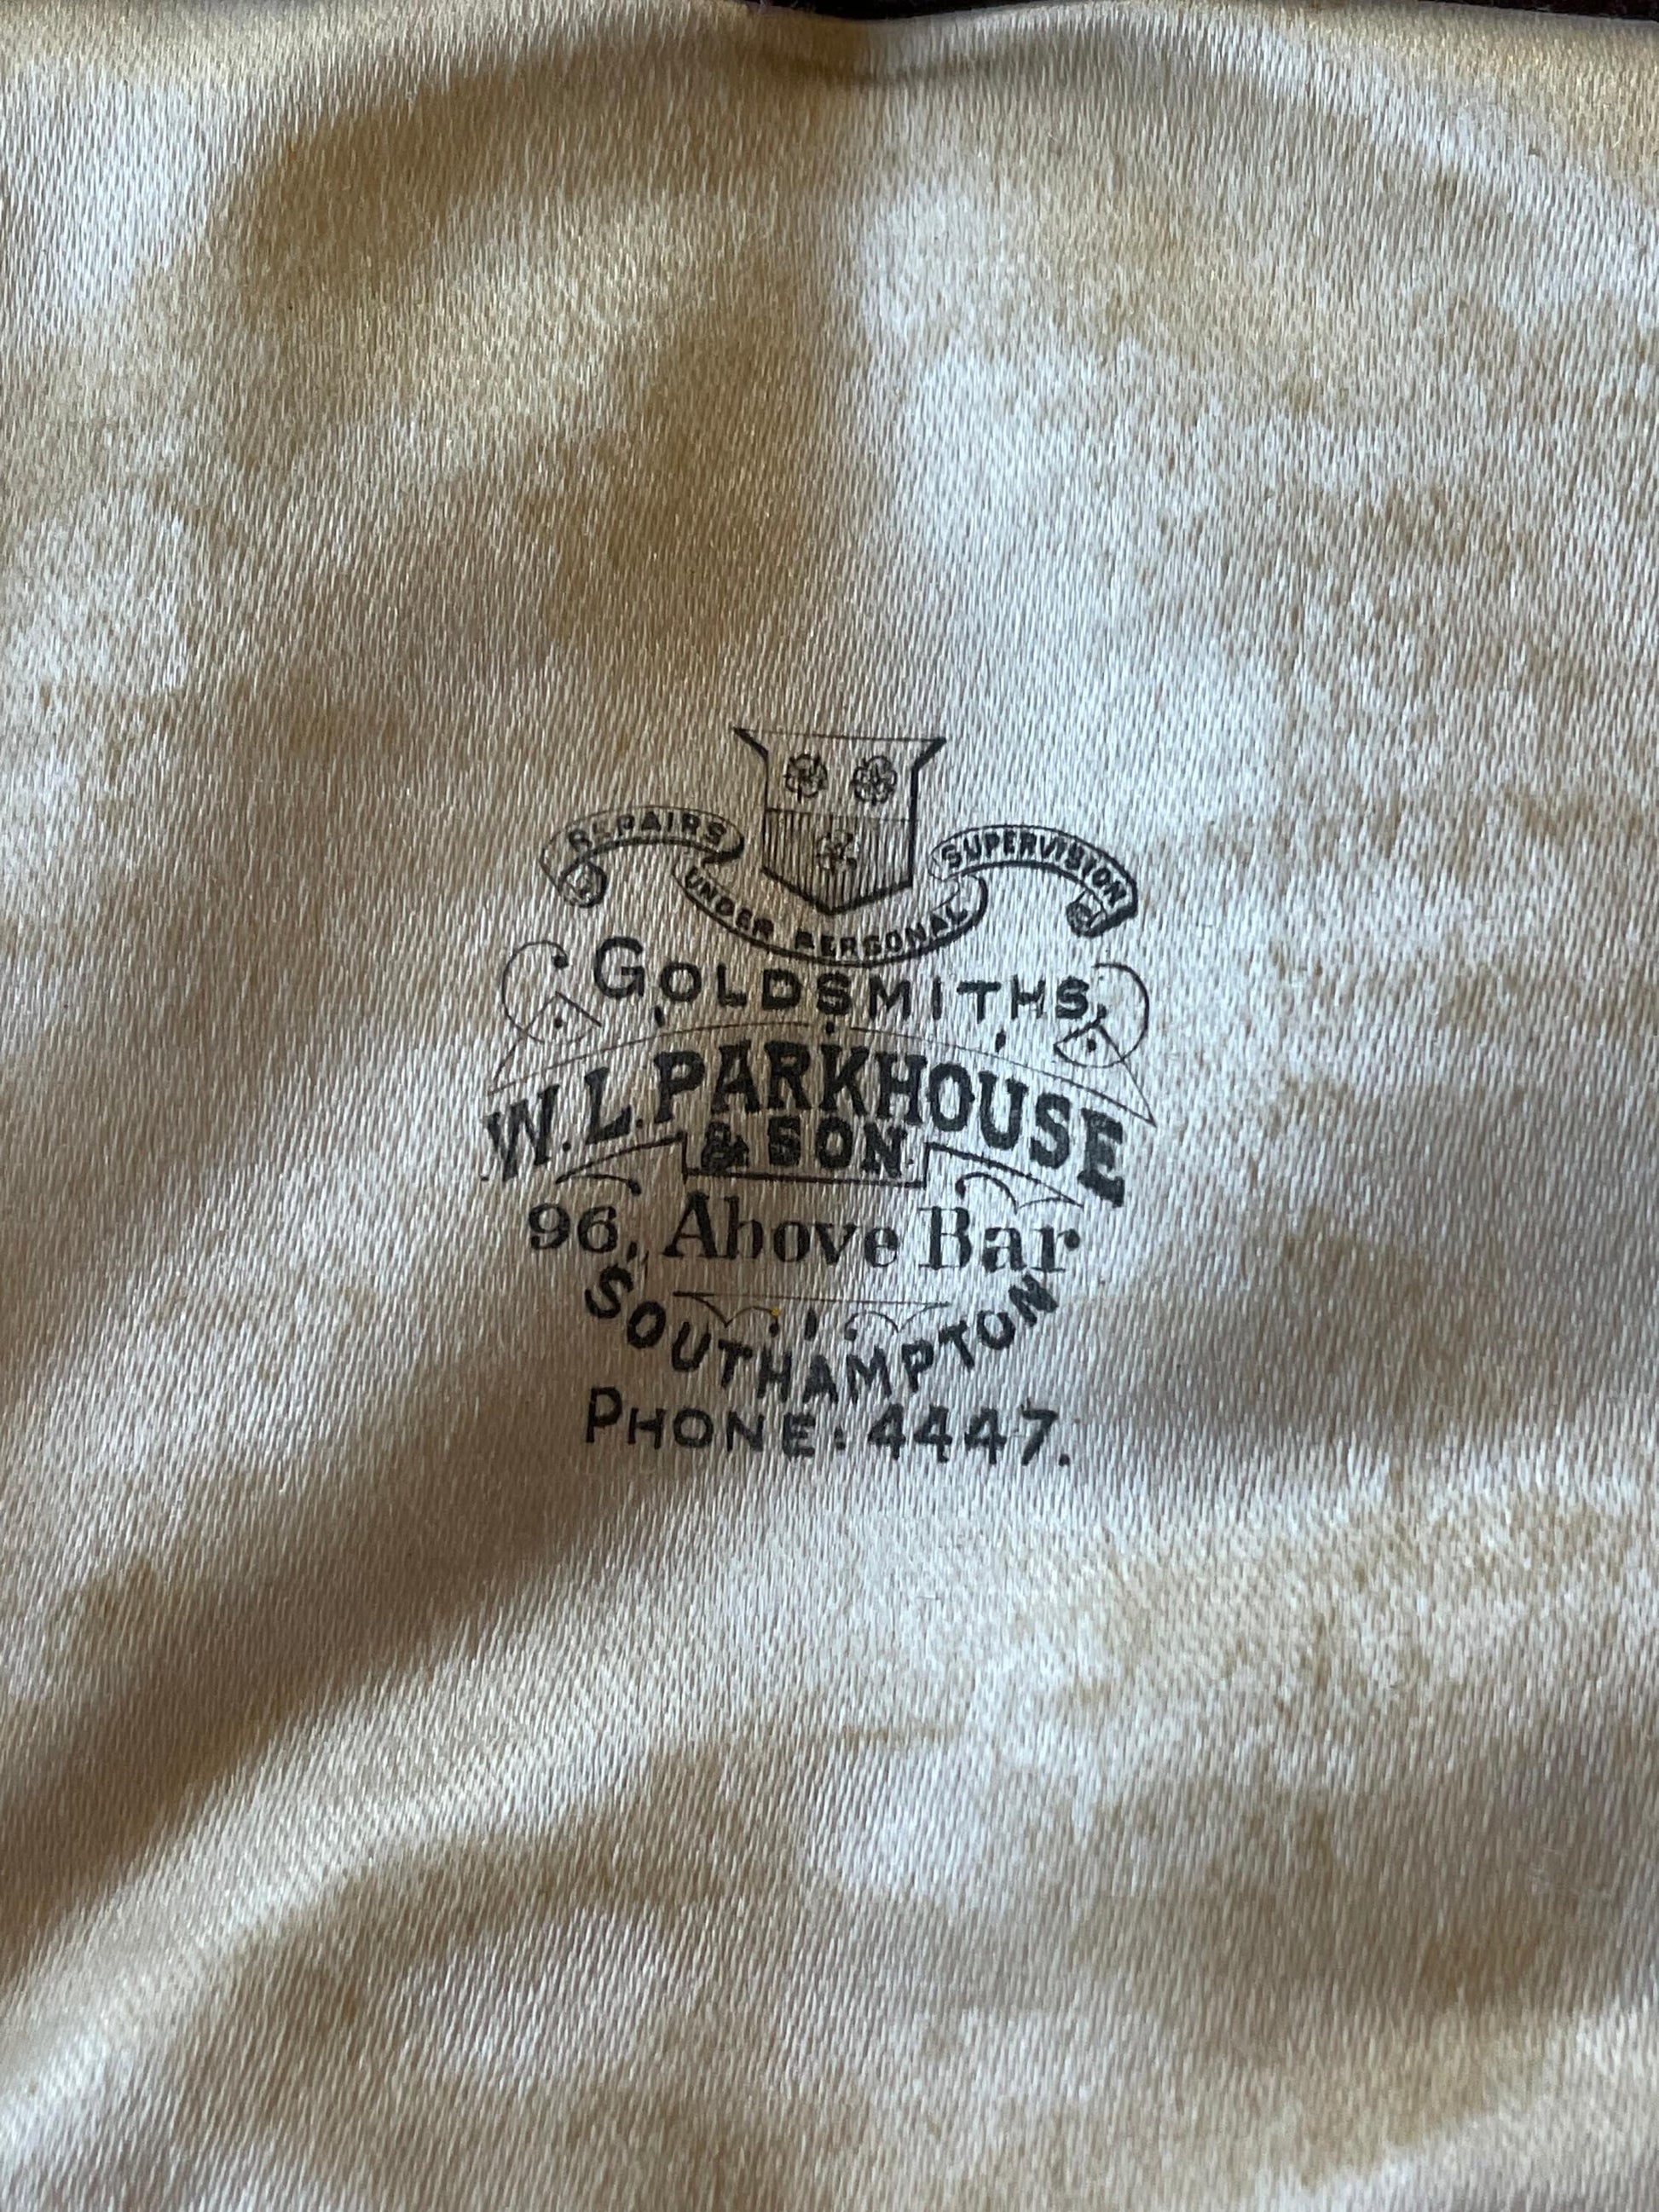 REPAIRS
UNDER PERSONAL
SUPERVISION
GOLDSMITHS,
W. L. PARKHOUSE
& SON.
96, Above Bar
SOUTHAMPTON
PHONE: 4447.